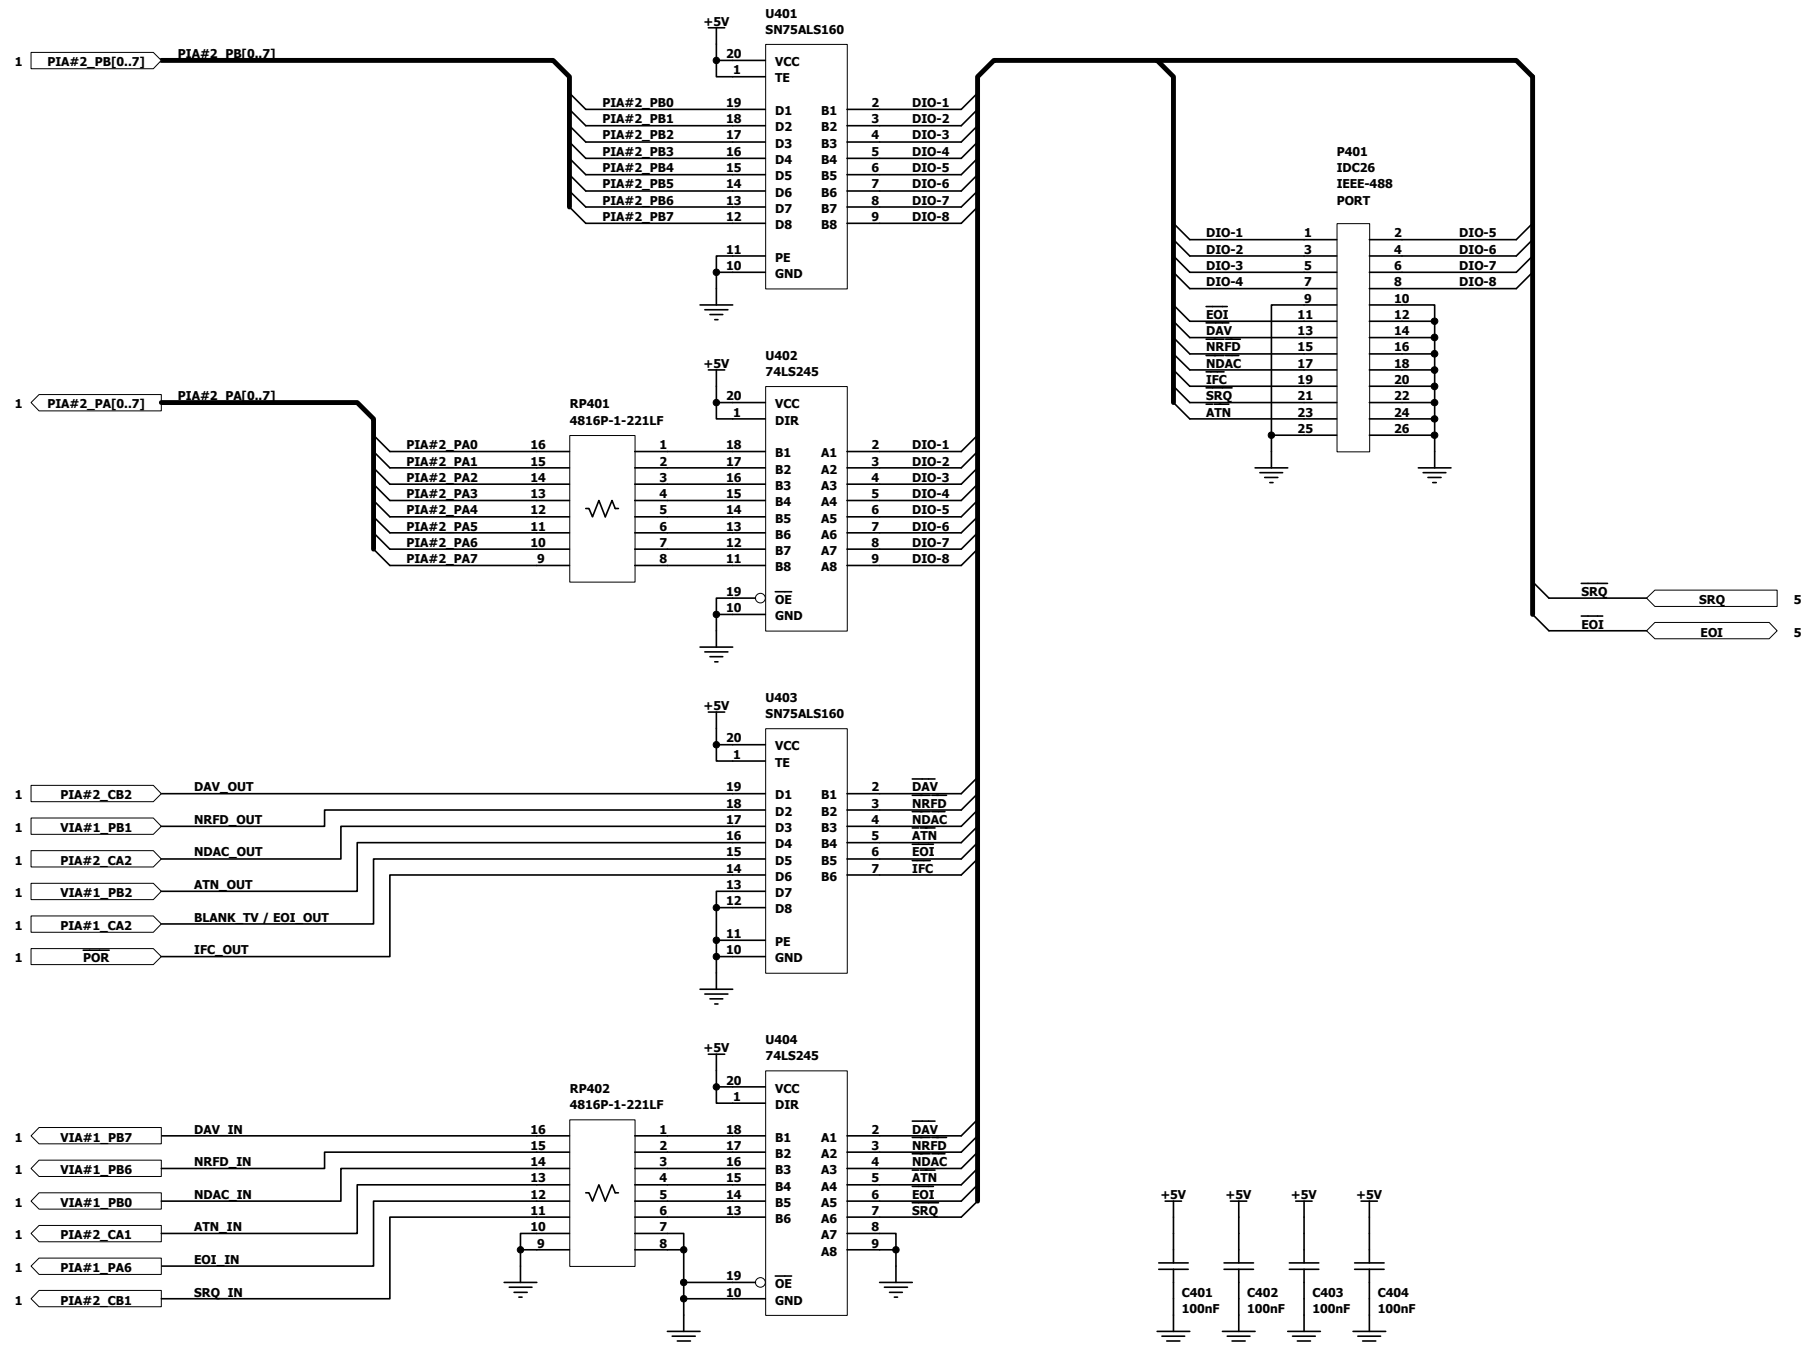 1 PIA#2_PB[0..7] PIA#2_PB[0..7]
+5V
U401
SN75ALS160
20 VCC
1 TE
PIA#2_PB0 19 D1 B1 2 DIO-1
PIA#2_PB1 18 D2 B2 3 DIO-2
PIA#2_PB2 17 D3 B3 4 DIO-3
PIA#2_PB3 16 D4 B4 5 DIO-4
PIA#2_PB4 15 D5 B5 6 DIO-5
PIA#2_PB5 14 D6 B6 7 DIO-6
PIA#2_PB6 13 D7 B7 8 DIO-7
PIA#2_PB7 12 D8 B8 9 DIO-8
11 PE
10 GND
P401
IDC26
IEEE-488
PORT
DIO-1 1 2 DIO-5
DIO-2 3 4 DIO-6
DIO-3 5 6 DIO-7
DIO-4 7 8 DIO-8
9 10
EOI 11 12
DAV 13 14
NRFD 15 16
NDAC 17 18
IFC 19 20
SRQ 21 22
ATN 23 24
25 26
SRQ SRQ 5
EOI EOI 5
1 PIA#2_PA[0..7] PIA#2_PA[0..7]
RP401
4816P-1-221LF
+5V
U402
74LS245
20 VCC
1 DIR
PIA#2_PA0 16 1 18 B1 A1 2 DIO-1
PIA#2_PA1 15 2 17 B2 A2 3 DIO-2
PIA#2_PA2 14 3 16 B3 A3 4 DIO-3
PIA#2_PA3 13 4 15 B4 A4 5 DIO-4
PIA#2_PA4 12 5 14 B5 A5 6 DIO-5
PIA#2_PA5 11 6 13 B6 A6 7 DIO-6
PIA#2_PA6 10 7 12 B7 A7 8 DIO-7
PIA#2_PA7 9 8 11 B8 A8 9 DIO-8
19 OE
10 GND
+5V
U403
SN75ALS160
20 VCC
1 TE
1 PIA#2_CB2 DAV_OUT 19 D1 B1 2 DAV
18 D2 B2 3 NRFD
1 VIA#1_PB1 NRFD_OUT 17 D3 B3 4 NDAC
16 D4 B4 5 ATN
1 PIA#2_CA2 NDAC_OUT 15 D5 B5 6 EOI
14 D6 B6 7 IFC
1 VIA#1_PB2 ATN_OUT 13 D7
12 D8
1 PIA#1_CA2 BLANK_TV / EOI_OUT
11 PE
1 POR IFC_OUT 10 GND
+5V
U404
74LS245
RP402
4816P-1-221LF
20 VCC
1 DIR
1 VIA#1_PB7 DAV_IN 16 1 18 B1 A1 2 DAV
15 2 17 B2 A2 3 NRFD
1 VIA#1_PB6 NRFD_IN 14 3 16 B3 A3 4 NDAC
13 4 15 B4 A4 5 ATN
1 VIA#1_PB0 NDAC_IN 12 5 14 B5 A5 6 EOI
11 6 13 B6 A6 7 SRQ
1 PIA#2_CA1 ATN_IN 10 7 A7 8
9 8 A8 9
1 PIA#1_PA6 EOI_IN
19 OE
1 PIA#2_CB1 SRQ_IN 10 GND
+5V +5V +5V +5V
C401 C402 C403 C404
100nF 100nF 100nF 100nF